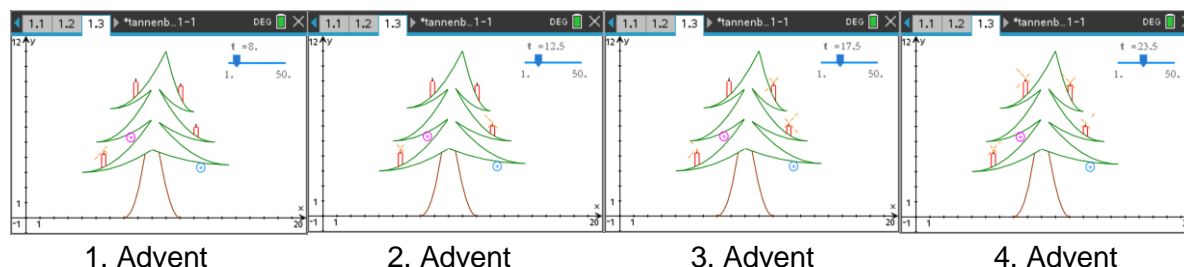 1.1 1.2 1.3 *tannenb...1-1 DEG
12 y
t =8.
1. 50.
1
x
-1 1 20
1.1 1.2 1.3 *tannenb...1-1 DEG
12 y
t =12.5
1. 50.
1
x
-1 1 20
1.1 1.2 1.3 *tannenb...1-1 DEG
12 y
t =17.5
1. 50.
1
x
-1 1 20
1.1 1.2 1.3 *tannenb...1-1 DEG
12 y
t =23.5
1. 50.
1
-1 1 2
1. Advent 2. Advent 3. Advent 4. Advent